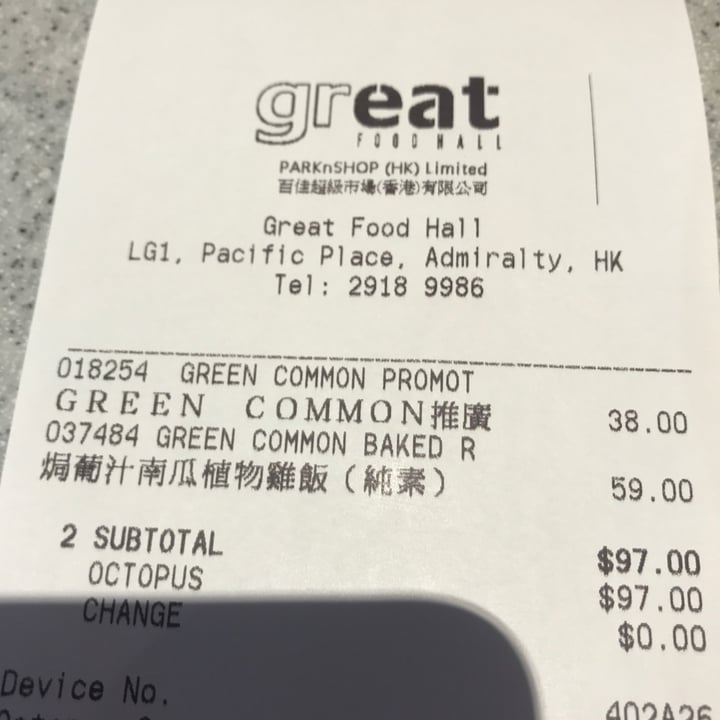 great
FOOD HALL
PARKnSHOP (HK) Limited
百佳超級市場(香港)有限公司
Great Food Hall
LG1, Pacific Place, Admiralty, HK
Tel: 2918 9986
018254 GREEN COMMON PROMOT
GREEN COMMON推廣 38.00
037484 GREEN COMMON BAKED R
焗葡汁南瓜植物雞飯（純素） 59.00
2 SUBTOTAL $97.00
OCTOPUS $97.00
CHANGE $0.00
Device No. 402A26